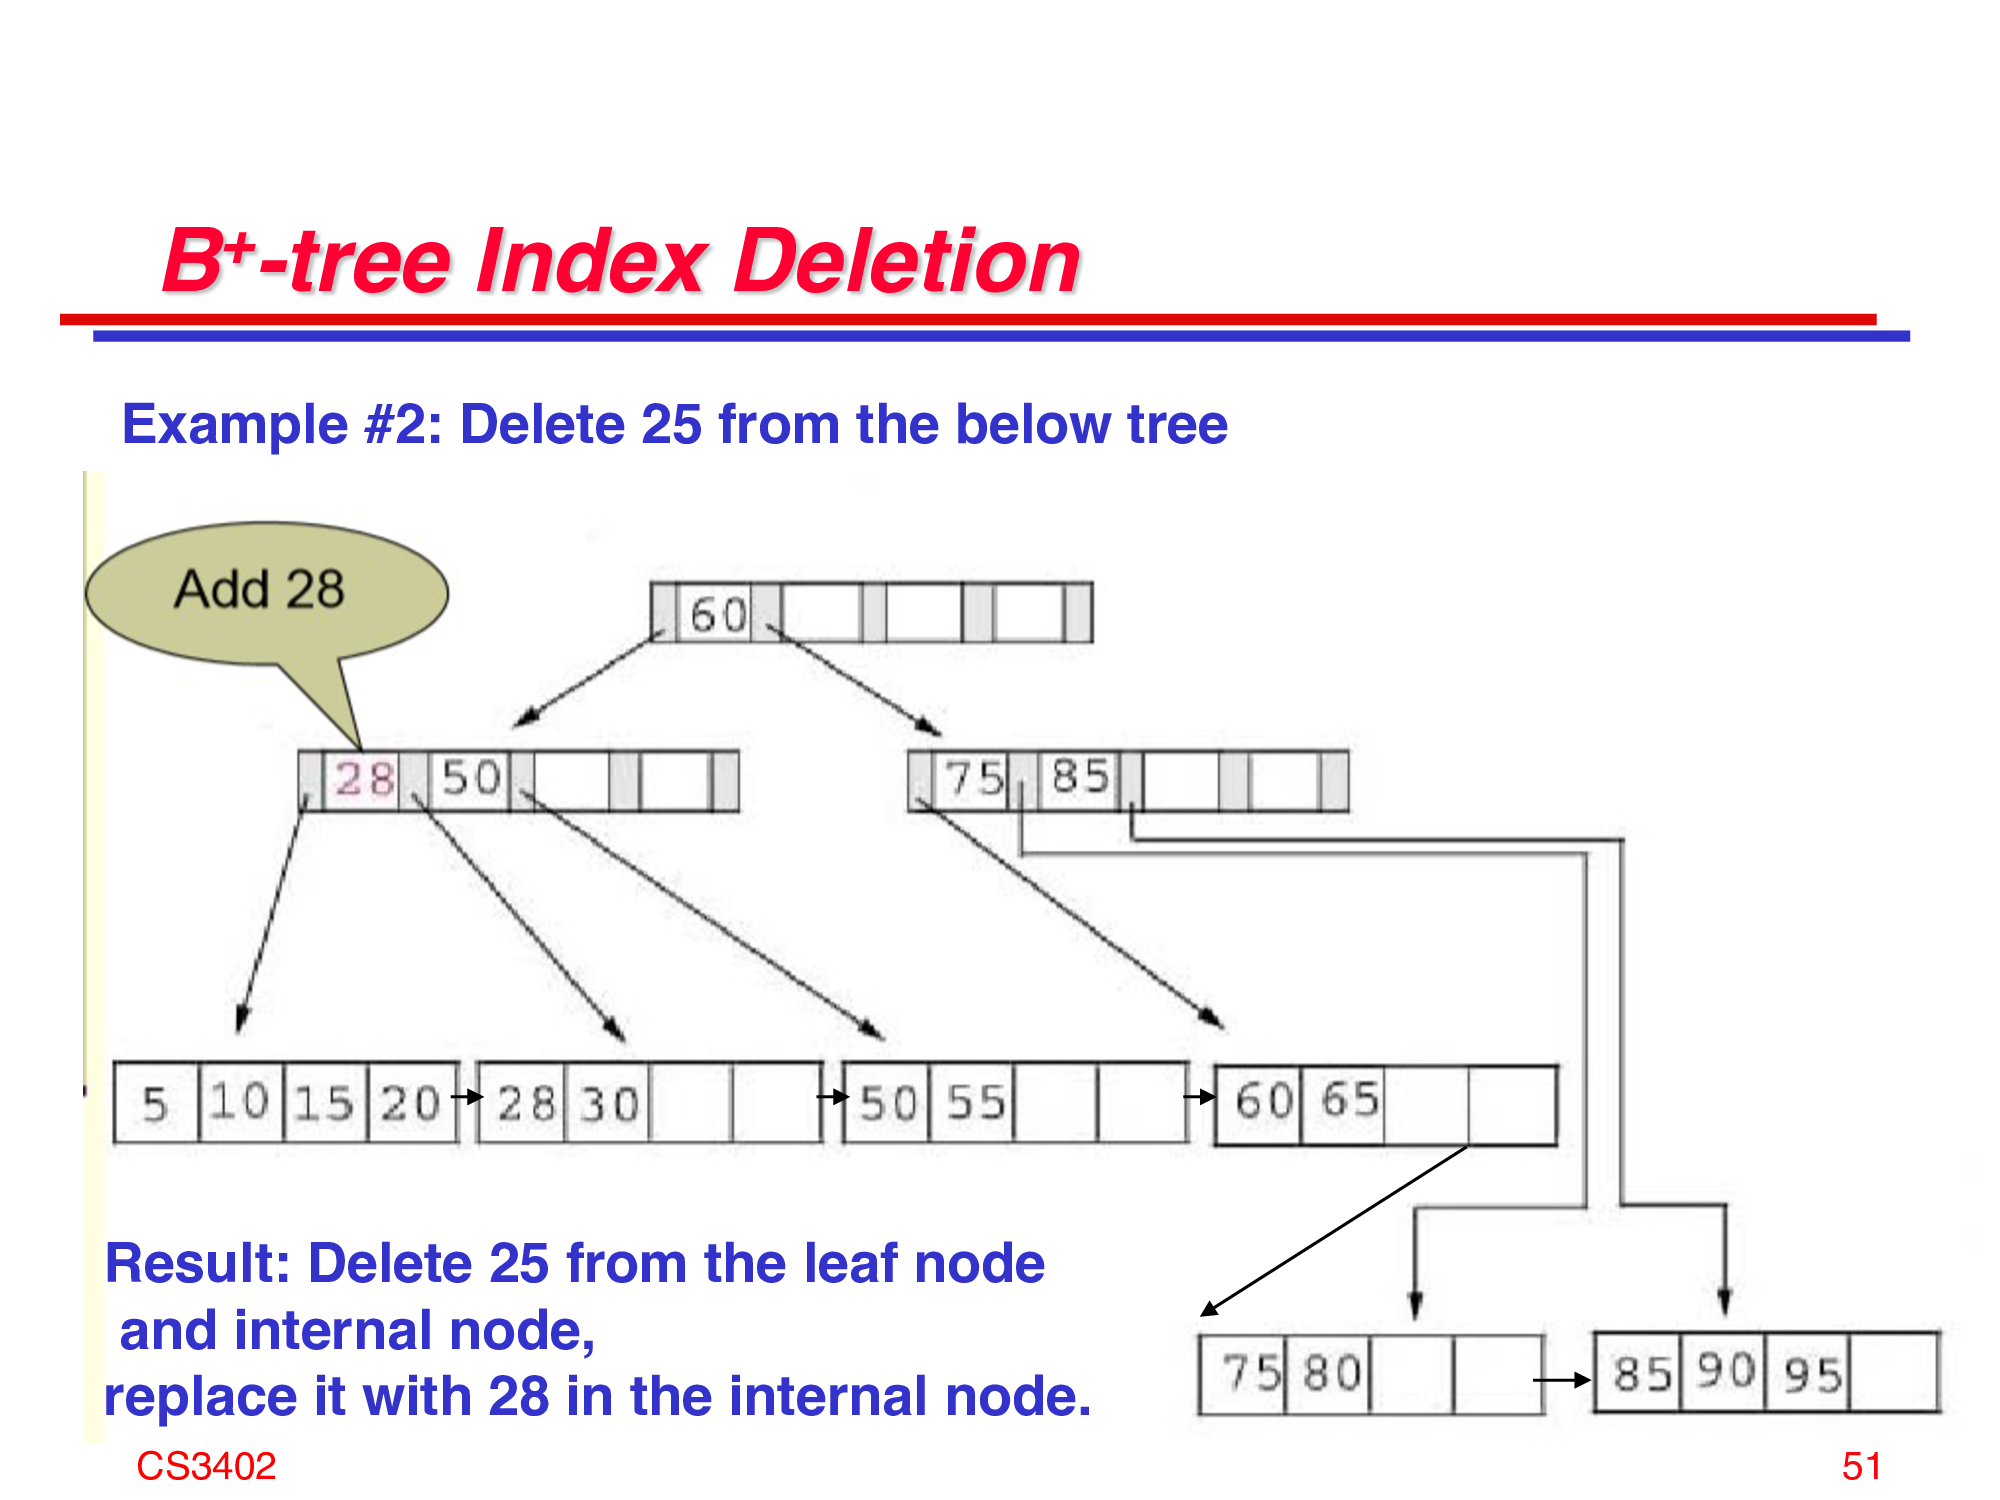 B+-tree Index Deletion
Example #2: Delete 25 from the below tree
Add 28
60
28 50
75 85
5 10 15 20
28 30
50 55
60 65
75 80
85 90 95
Result: Delete 25 from the leaf node
and internal node,
replace it with 28 in the internal node.
CS3402
51